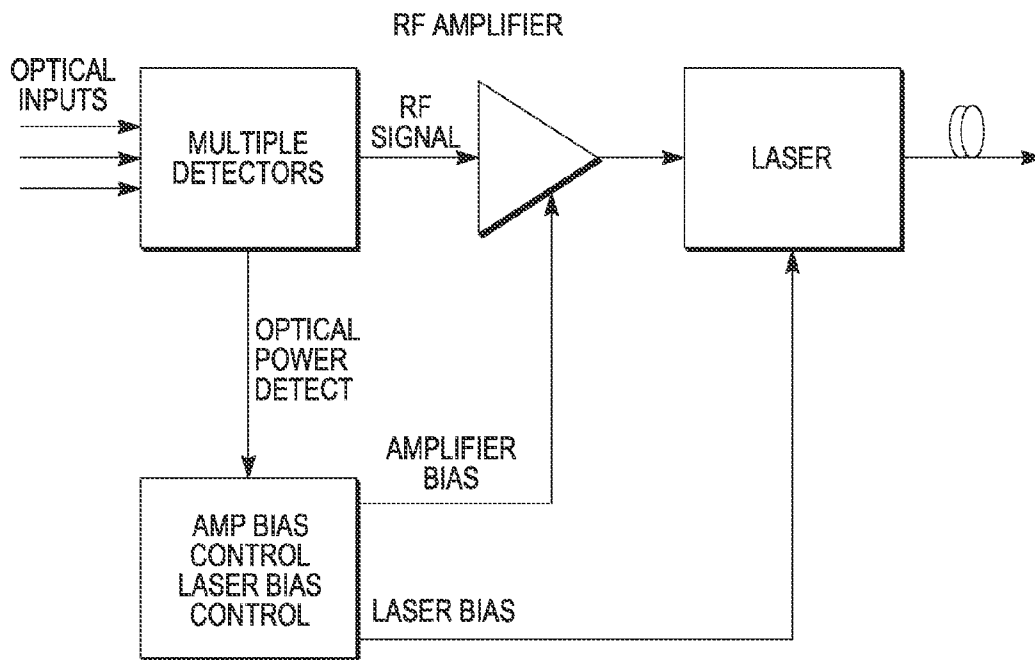 RF AMPLIFIER
OPTICAL
INPUTS
MULTIPLE
DETECTORS
RF
SIGNAL
LASER
OPTICAL
POWER
DETECT
AMPLIFIER
BIAS
AMP BIAS
CONTROL
LASER BIAS
CONTROL
LASER BIAS